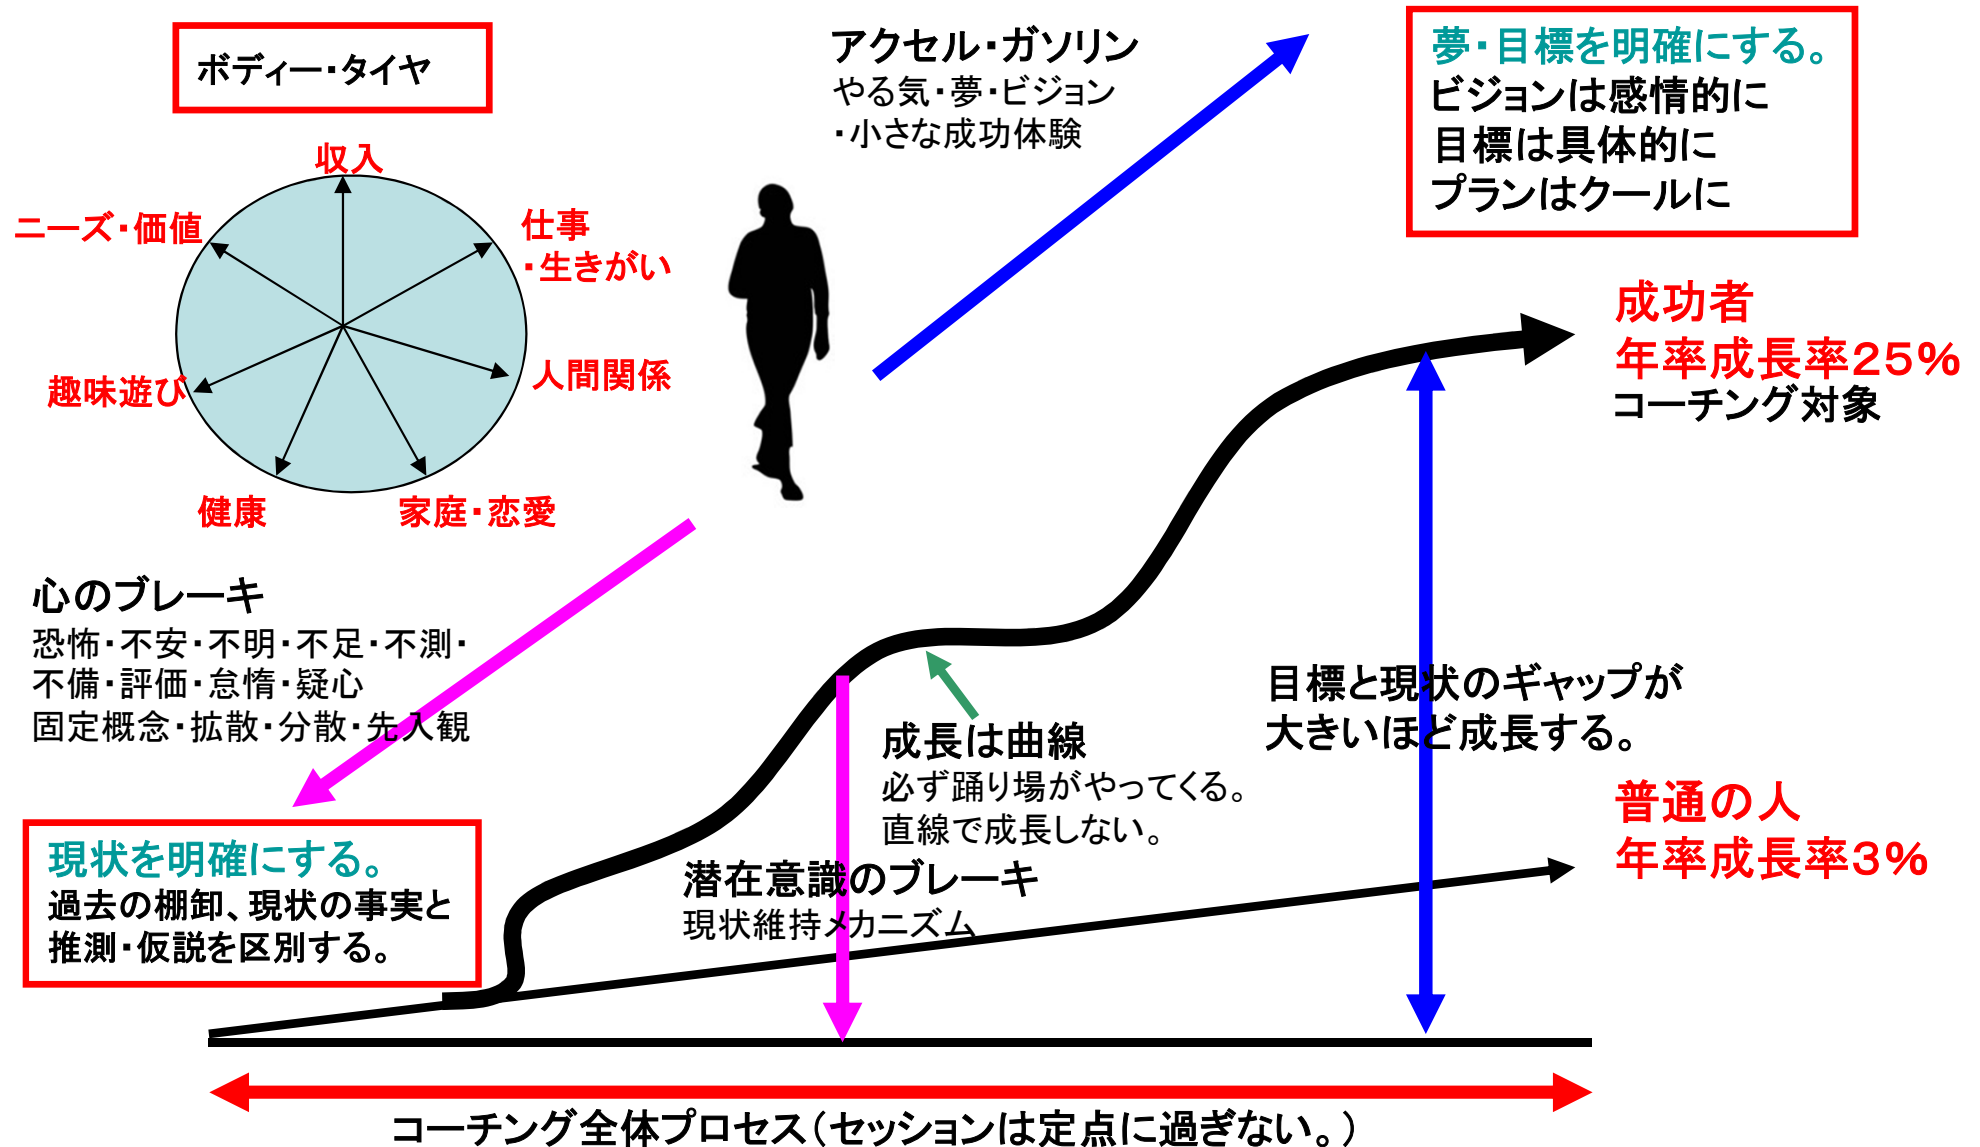 ボディー・タイヤ
収入
ニーズ・価値
仕事
・生きがい
人間関係
趣味遊び
健康
家庭・恋愛
アクセル・ガソリン
やる気・夢・ビジョン
・小さな成功体験
夢・目標を明確にする。
ビジョンは感情的に
目標は具体的に
プランはクールに
成功者
年率成長率25%
コーチング対象
心のブレーキ
恐怖・不安・不明・不足・不測・
不備・評価・怠惰・疑心
固定概念・拡散・分散・先入観
目標と現状のギャップが
大きいほど成長する。
成長は曲線
必ず踊り場がやってくる。
直線で成長しない。
普通の人
年率成長率3%
現状を明確にする。
過去の棚卸、現状の事実と
推測・仮説を区別する。
潜在意識のブレーキ
現状維持メカニズム
コーチング全体プロセス(セッションは定点に過ぎない。)